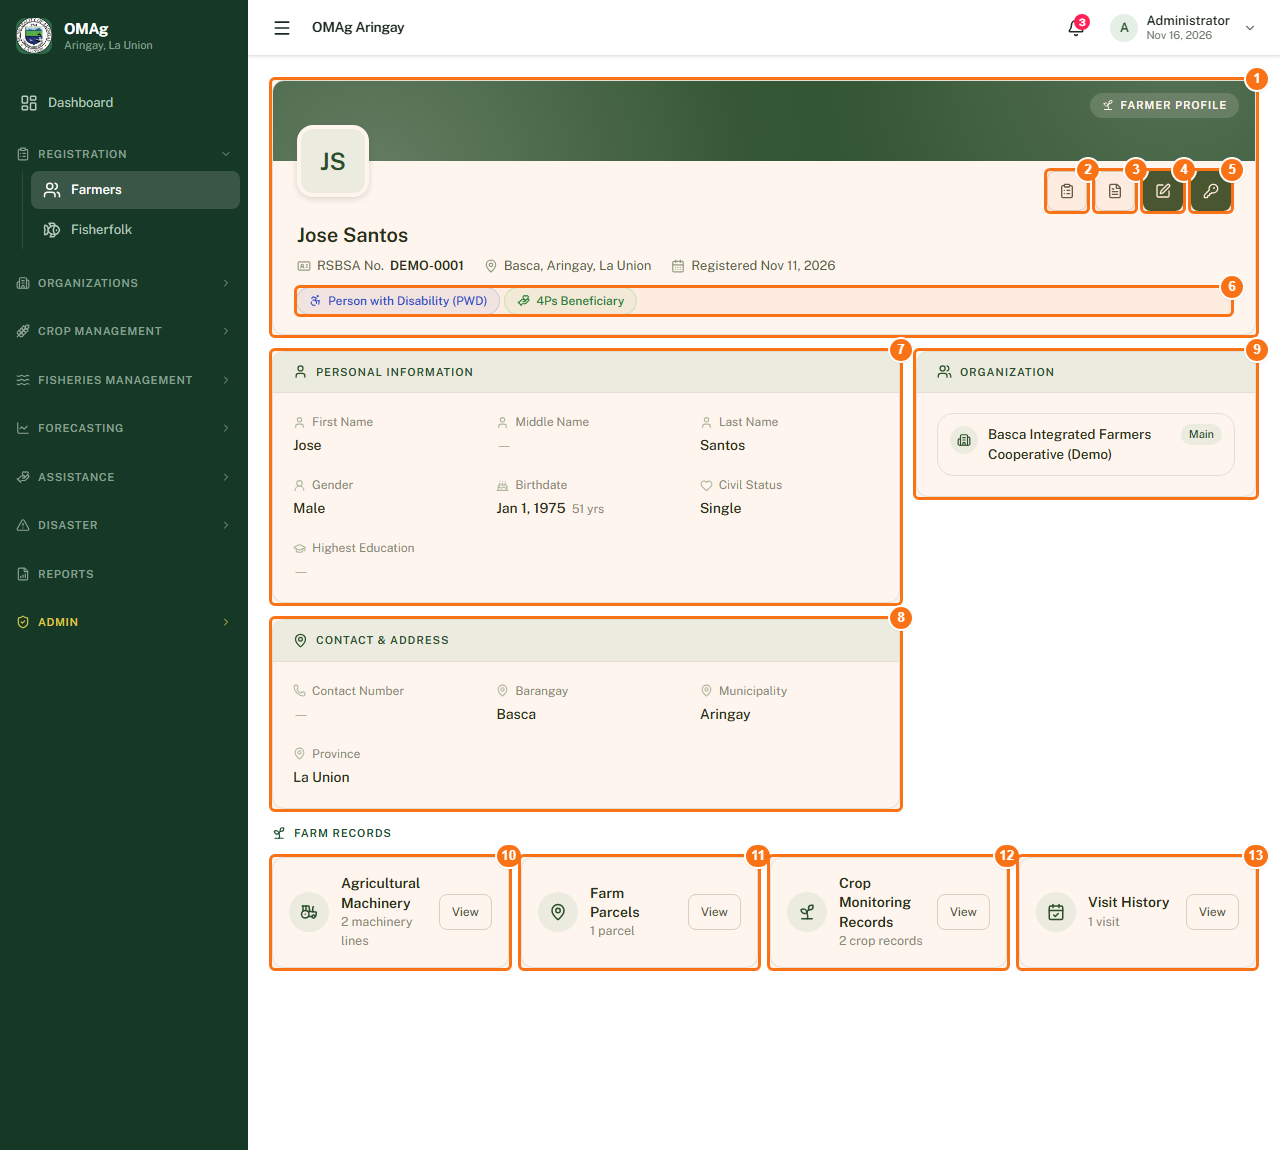 OMAg
Aringay, La Union
OMAg Aringay
3
A
Administrator
Nov 16, 2026
Dashboard
REGISTRATION
Farmers
Fisherfolk
ORGANIZATIONS
CROP MANAGEMENT
FISHERIES MANAGEMENT
FORECASTING
ASSISTANCE
DISASTER
REPORTS
ADMIN
1
FARMER PROFILE
JS
2
3
4
5
Jose Santos
RSBSA No. DEMO-0001
Basca, Aringay, La Union
Registered Nov 11, 2026
6
Person with Disability (PWD)
4Ps Beneficiary
7
PERSONAL INFORMATION
First Name
Jose
Middle Name
—
Last Name
Santos
Gender
Male
Birthdate
Jan 1, 1975 51 yrs
Civil Status
Single
Highest Education
—
9
ORGANIZATION
Basca Integrated Farmers
Cooperative (Demo)
Main
8
CONTACT & ADDRESS
Contact Number
—
Barangay
Basca
Municipality
Aringay
Province
La Union
FARM RECORDS
10
Agricultural
Machinery
2 machinery
lines
View
11
Farm
Parcels
1 parcel
View
12
Crop
Monitoring
Records
2 crop records
View
13
Visit History
1 visit
View